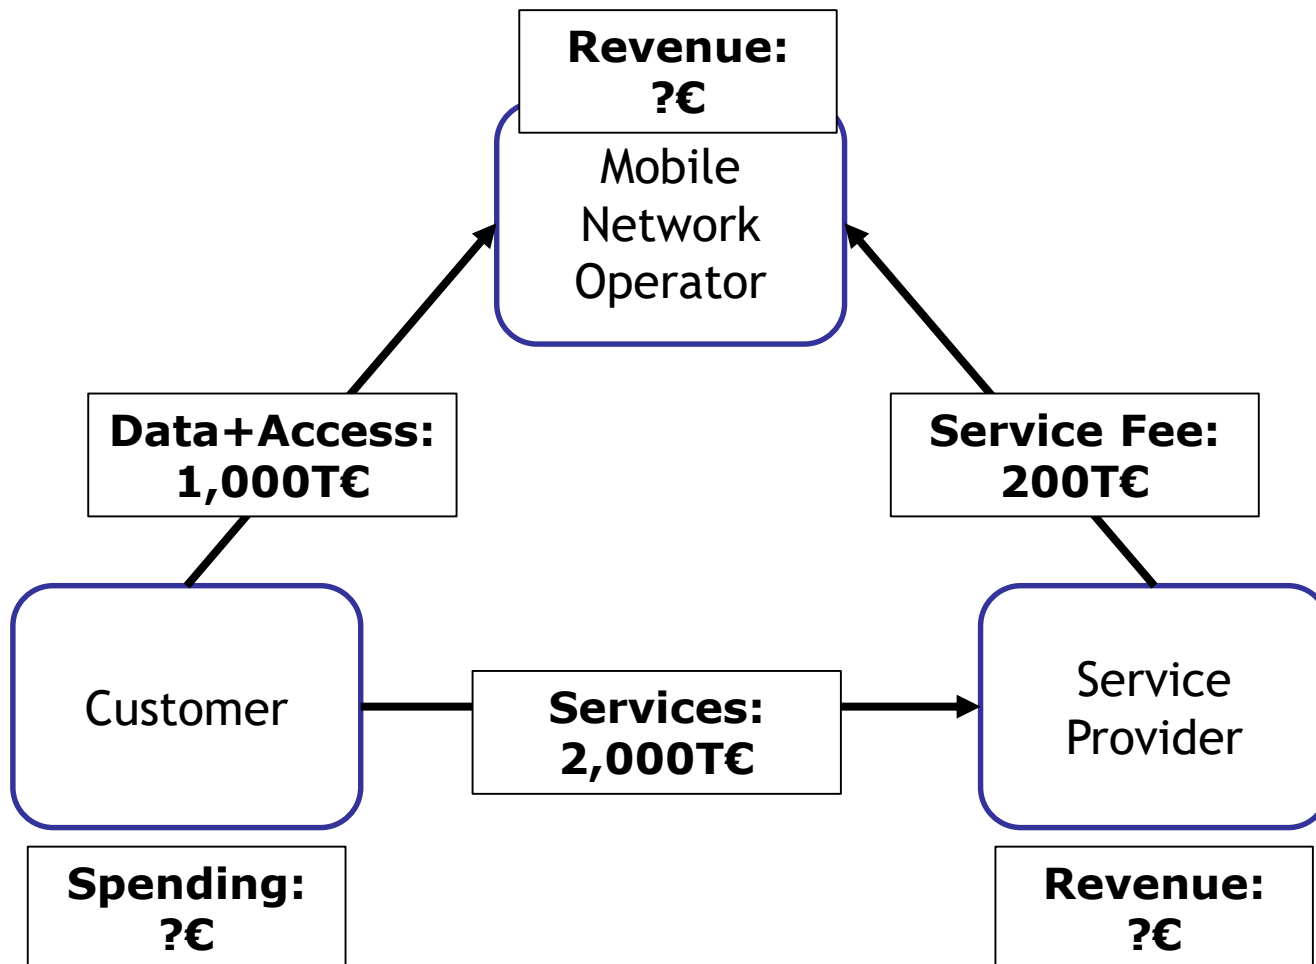 Revenue:
?€
Mobile
Network
Operator
Data+Access:
1,000T€
Service Fee:
200T€
Customer
Services:
2,000T€
Service
Provider
Spending:
?€
Revenue:
?€